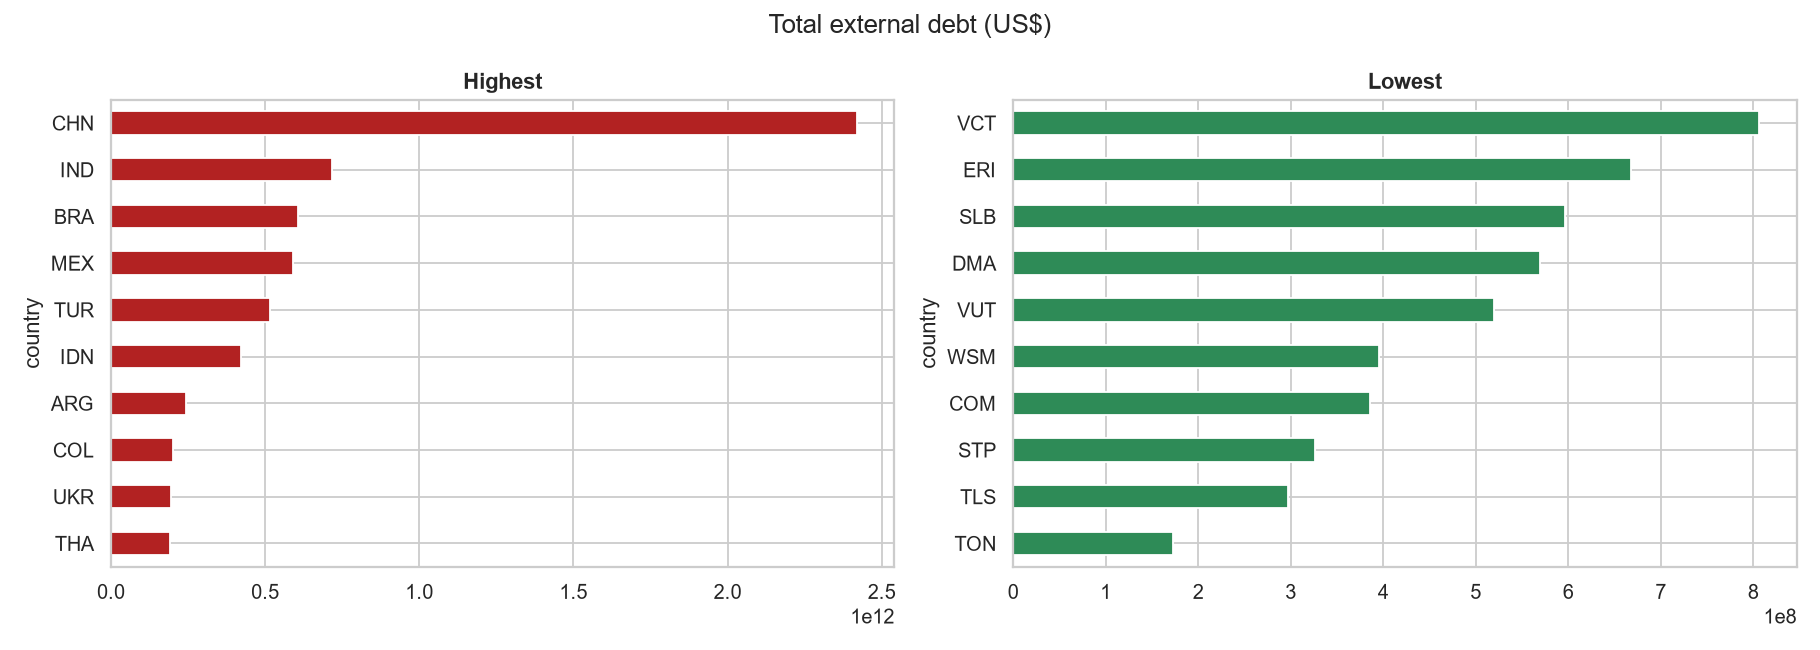 Total external debt (US$)
Highest
country
CHN
IND
BRA
MEX
TUR
IDN
ARG
COL
UKR
THA
0.0 0.5 1.0 1.5 2.0 2.5
1e12
Lowest
country
VCT
ERI
SLB
DMA
VUT
WSM
COM
STP
TLS
TON
0 1 2 3 4 5 6 7 8
1e8